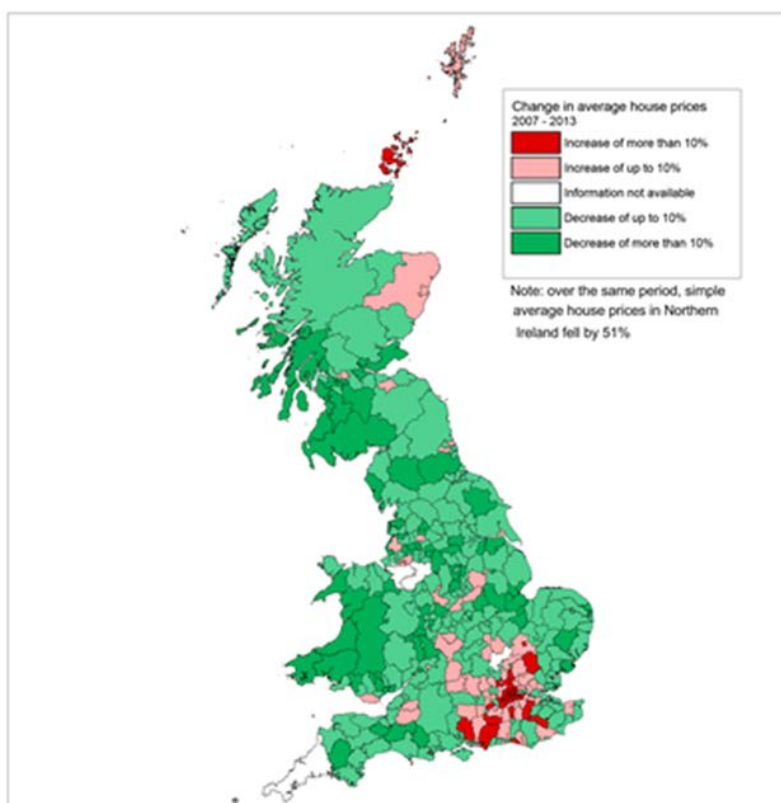 Change in average house prices
2007 - 2013
Increase of more than 10%
Increase of up to 10%
Information not available
Decrease of up to 10%
Decrease of more than 10%
Note: over the same period, simple
average house prices in Northern
Ireland fell by 51%